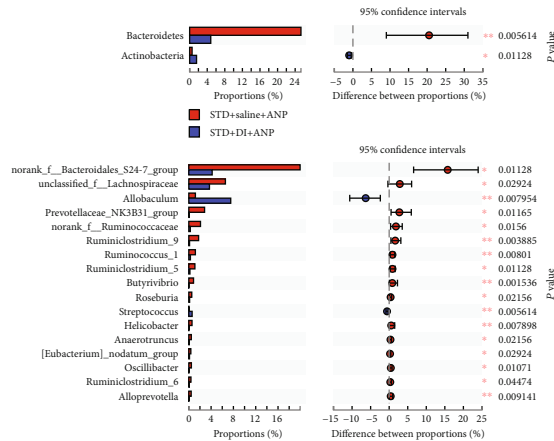 95% confidence intervals
Bacteroidetes ** 0.005614
Actinobacteria * 0.01128
P value
0 4 8 12 16 20 24 −5 0 5 10 15 20 25 30 35
Proportions (%) Difference between proportions (%)
STD+saline+ANP
STD+DI+ANP
95% confidence intervals
norank_f__Bacteroidales_S24-7_group * 0.01128
unclassified_f__Lachnospiraceae * 0.02924
Allobaculum ** 0.007954
Prevotellaceae_NK3B31_group * 0.01165
norank_f__Ruminococcaceae * 0.0156
Ruminiclostridium_9 ** 0.003885
Ruminococcus_1 ** 0.00801
Ruminiclostridium_5 * 0.01128
Butyrivibrio ** 0.001536
Roseburia * 0.02156
Streptococcus ** 0.005614
Helicobacter ** 0.007898
Anaerotruncus * 0.02156
[Eubacterium]_nodatum_group * 0.02924
Oscillibacter * 0.01071
Ruminiclostridium_6 * 0.04474
Alloprevotella ** 0.009141
P value
0 4 8 12 16 −15 −10 −5 0 5 10 15 20 25
Proportions (%) Difference between proportions (%)